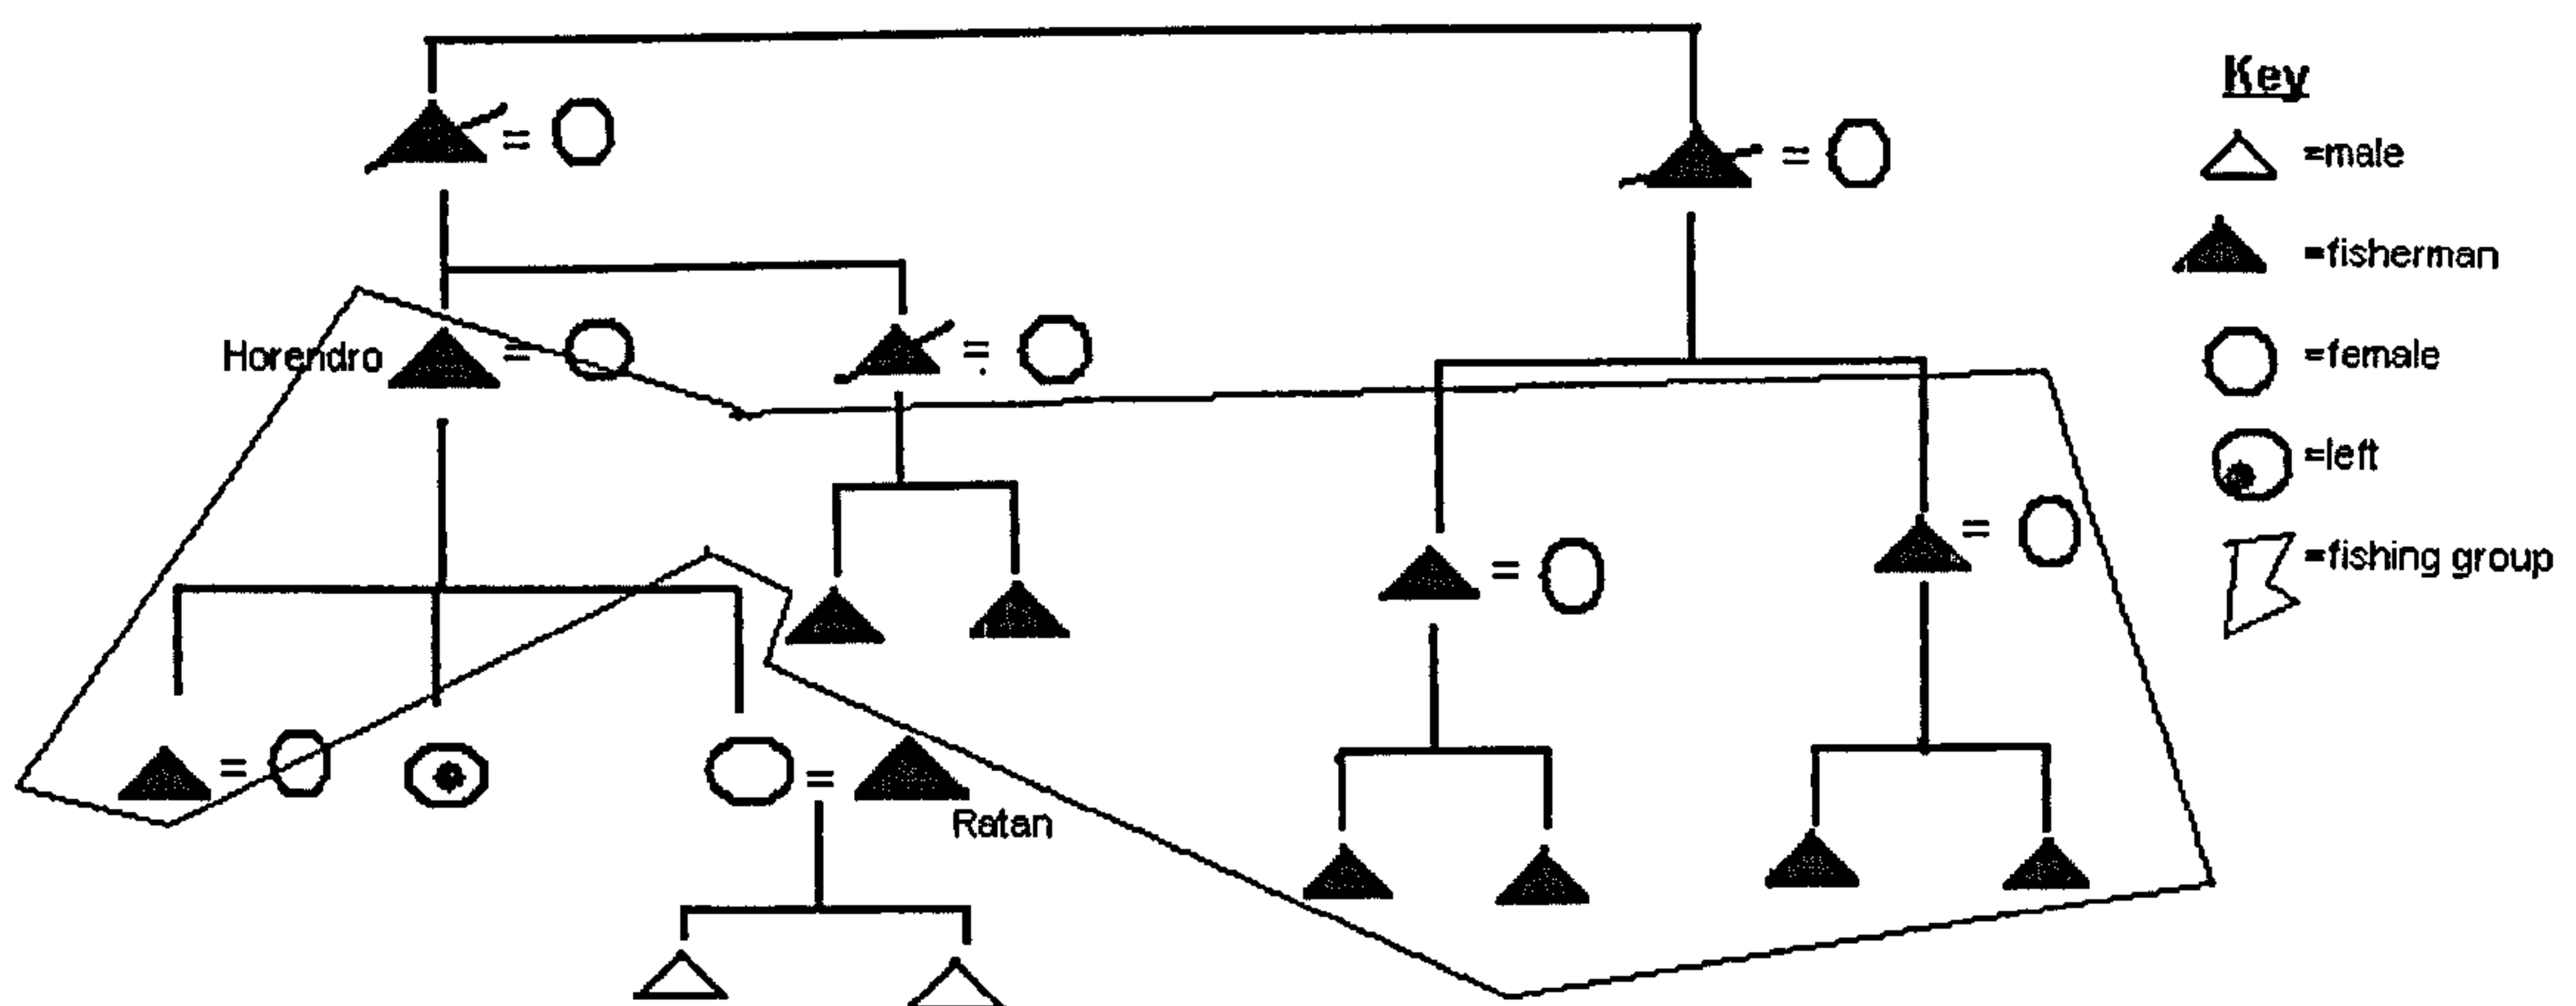 Key
=male
=fisherman
=female
=left
=fishing group
Horendro
Ratan